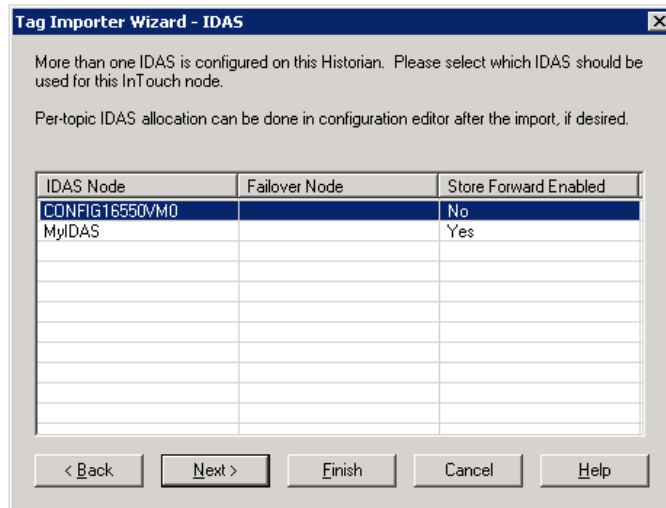 Tag Importer Wizard - IDAS
More than one IDAS is configured on this Historian. Please select which IDAS should be
used for this InTouch node.
Per-topic IDAS allocation can be done in configuration editor after the import, if desired.
IDAS Node Failover Node Store Forward Enabled
CONFIG16550VM0 No
MyIDAS Yes
< Back Next > Finish Cancel Help